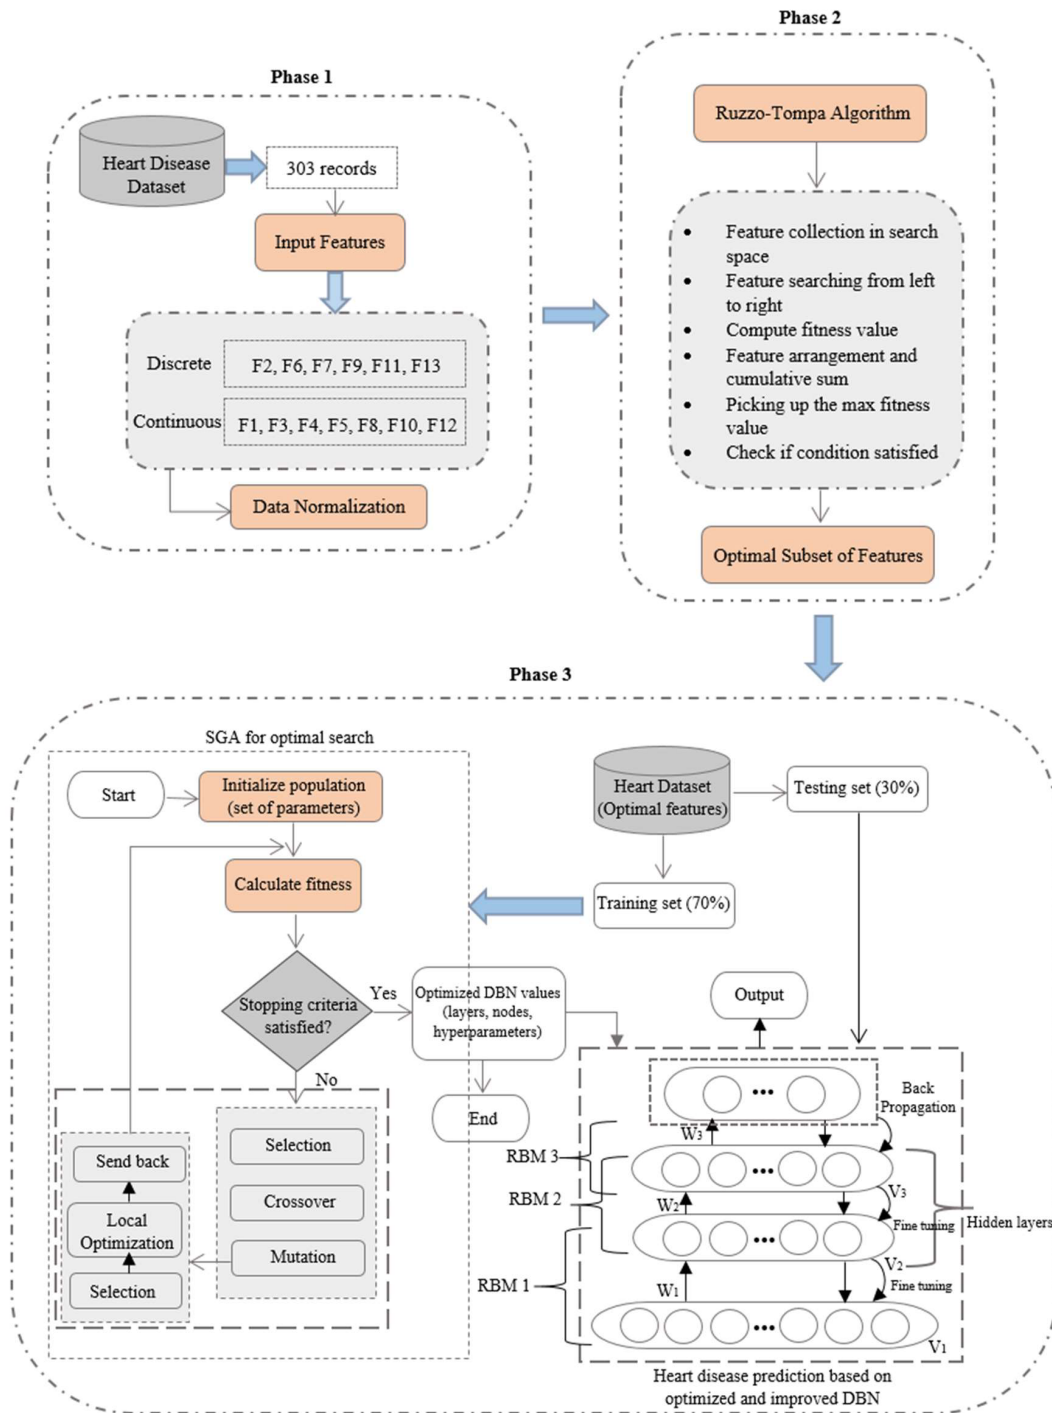 Phase 1
Heart Disease
Dataset
303 records
Input Features
Discrete
F2, F6, F7, F9, F11, F13
Continuous
F1, F3, F4, F5, F8, F10, F12
Data Normalization
Phase 2
Ruzzo-Tompa Algorithm
• Feature collection in search
space
• Feature searching from left
to right
• Compute fitness value
• Feature arrangement and
cumulative sum
• Picking up the max fitness
value
• Check if condition satisfied
Optimal Subset of Features
Phase 3
SGA for optimal search
Start
Initialize population
(set of parameters)
Calculate fitness
Stopping criteria
satisfied?
Yes
No
Optimized DBN values
(layers, nodes,
hyperparameters)
End
Selection
Crossover
Mutation
Send back
Local
Optimization
Selection
Heart Dataset
(Optimal features)
Testing set (30%)
Training set (70%)
Output
Back
Propagation
W3
RBM 3
RBM 2
V3
W2
Fine tuning
Hidden layers
V2
RBM 1
W1
Fine tuning
V1
Heart disease prediction based on
optimized and improved DBN